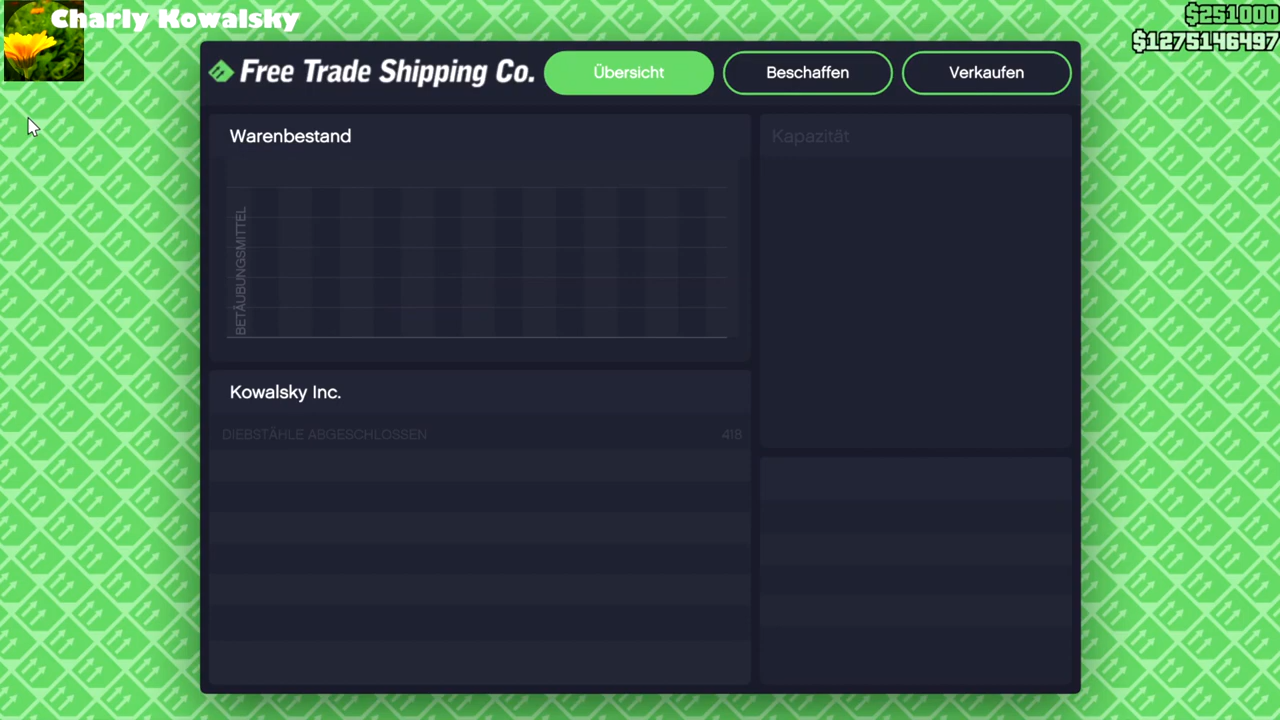 Charly Kowalsky
$251000
$1275146497
Free Trade Shipping Co.
Übersicht
Beschaffen
Verkaufen
Warenbestand
Kapazität
BETÄUBUNGSMITTEL
Kowalsky Inc.
DIEBSTÄHLE ABGESCHLOSSEN 418